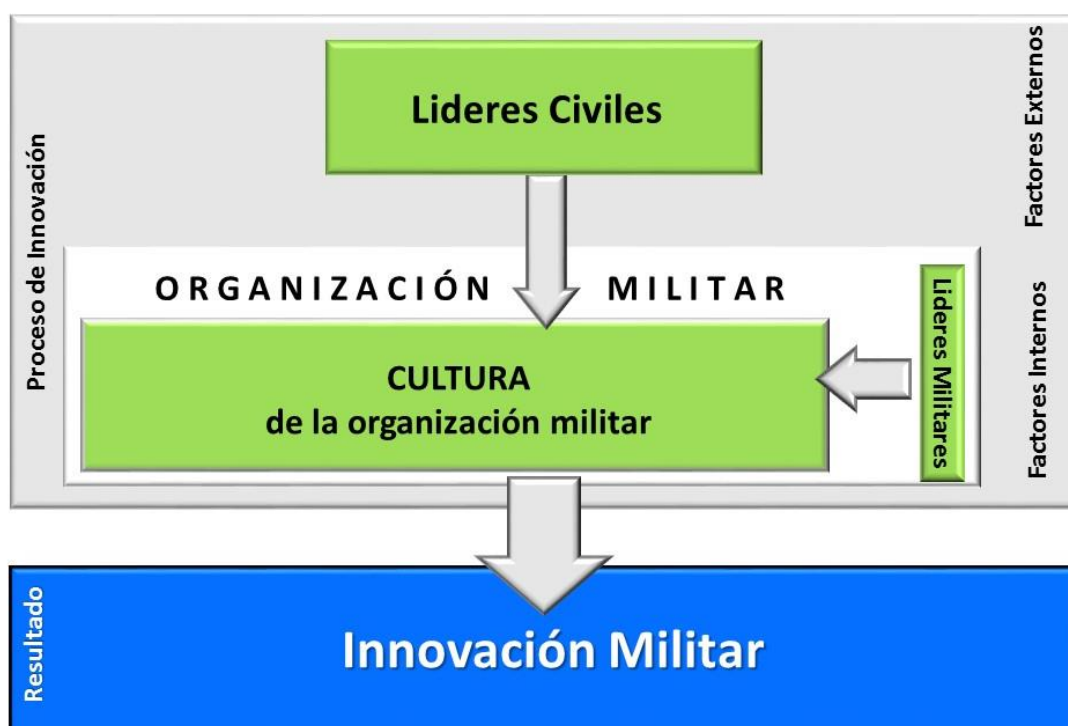 Proceso de Innovación
Lideres Civiles
Factores Externos
ORGANIZACIÓN MILITAR
CULTURA
de la organización militar
Lideres Militares
Factores Internos
Resultado
Innovación Militar